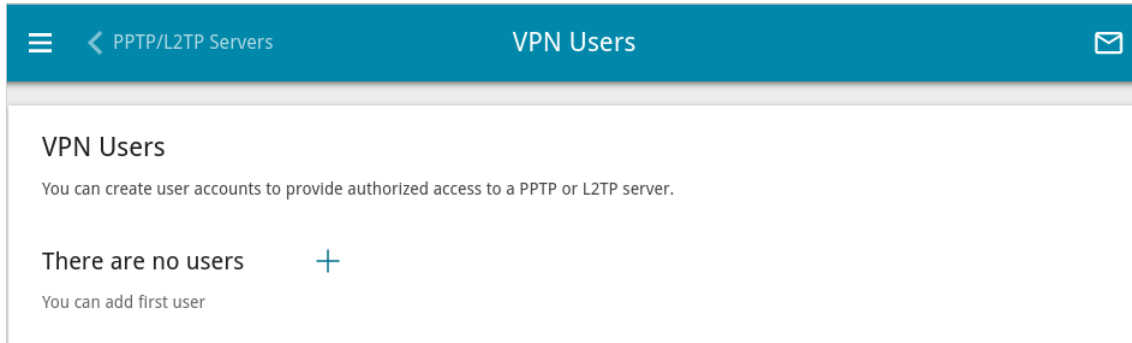 PPTP/L2TP Servers
VPN Users
VPN Users
You can create user accounts to provide authorized access to a PPTP or L2TP server.
There are no users
You can add first user